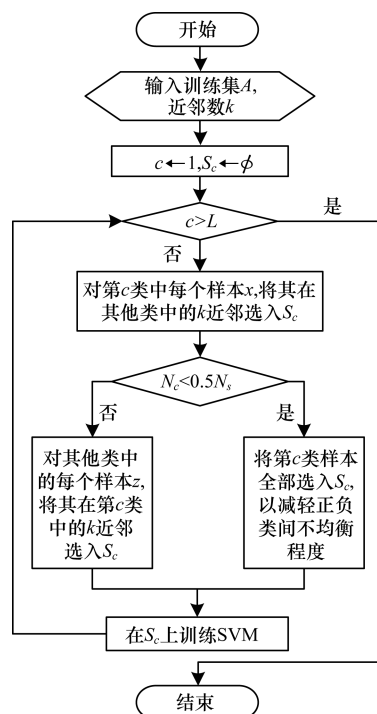 开始
输入训练集A,
近邻数k
c←1,Sc←ϕ
c>L
是
否
对第c类中每个样本x,将其在
其他类中的k近邻选入Sc
Nc<0.5Ns
否
是
对其他类中
的每个样本z,
将其在第c类
中的k近邻
选入Sc
将第c类样本
全部选入Sc,
以减轻正负
类间不均衡
程度
在Sc上训练SVM
结束